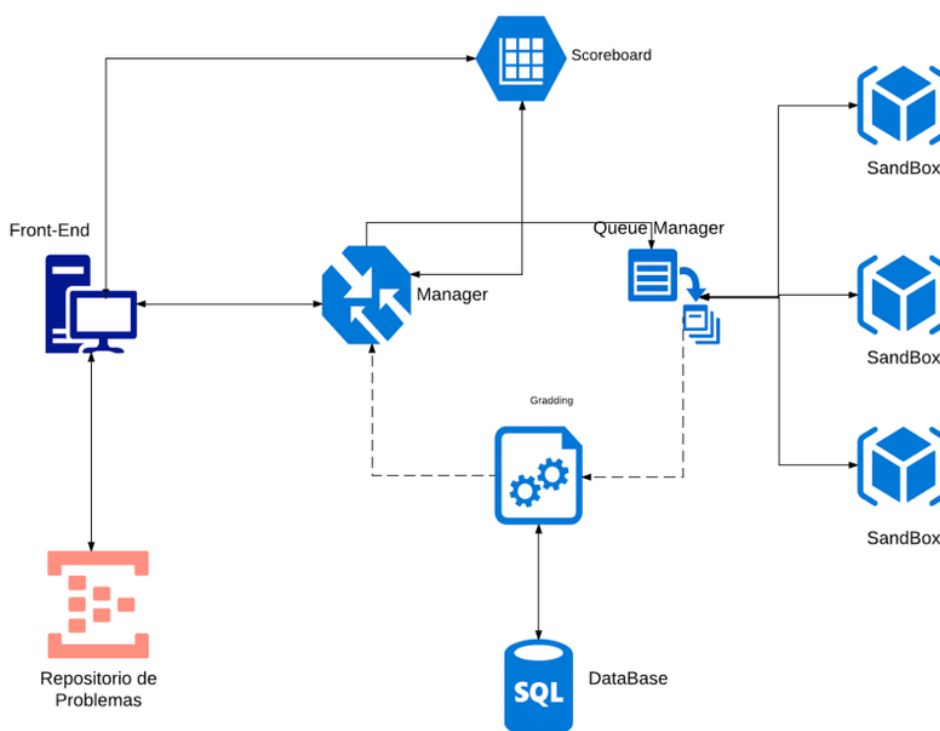 Scoreboard
SandBox
Front-End
Queue Manager
Manager
SandBox
Gradding
SandBox
Repositorio de
Problemas
DataBase
SQL